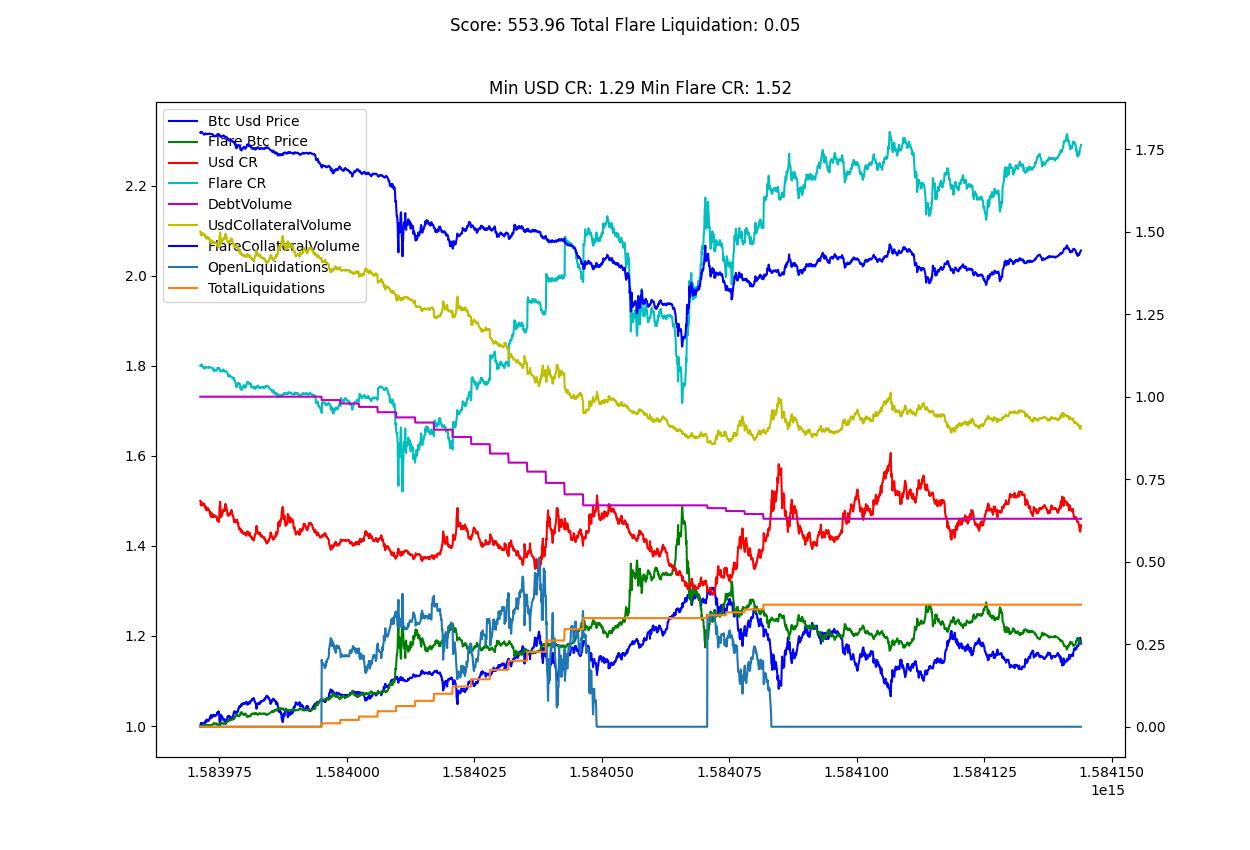 Score: 553.96 Total Flare Liquidation: 0.05
Min USD CR: 1.29 Min Flare CR: 1.52
Btc Usd Price
Flare Btc Price
Usd CR
Flare CR
DebtVolume
UsdCollateralVolume
FlareCollateralVolume
OpenLiquidations
TotalLiquidations
2.2
2.0
1.8
1.6
1.4
1.2
1.0
1.75
1.50
1.25
1.00
0.75
0.50
0.25
0.00
1.583975
1.584000
1.584025
1.584050
1.584075
1.584100
1.584125
1.584150
1e15